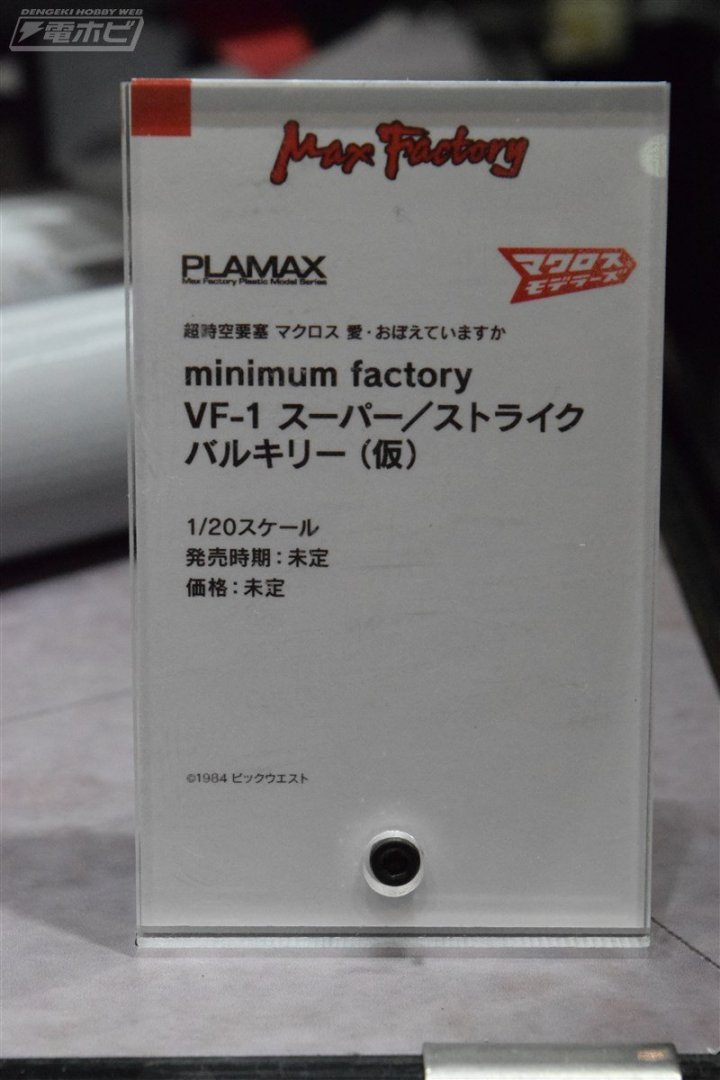 DENGEKI HOBBY WEB
電ホビ
Max Factory
PLAMAX
Max Factory Plastic Model Series
マクロス
モデラーズ
超時空要塞 マクロス 愛・おぼえていますか
minimum factory
VF-1 スーパー／ストライク
バルキリー（仮）
1/20スケール
発売時期：未定
価格：未定
©1984 ビックウエスト